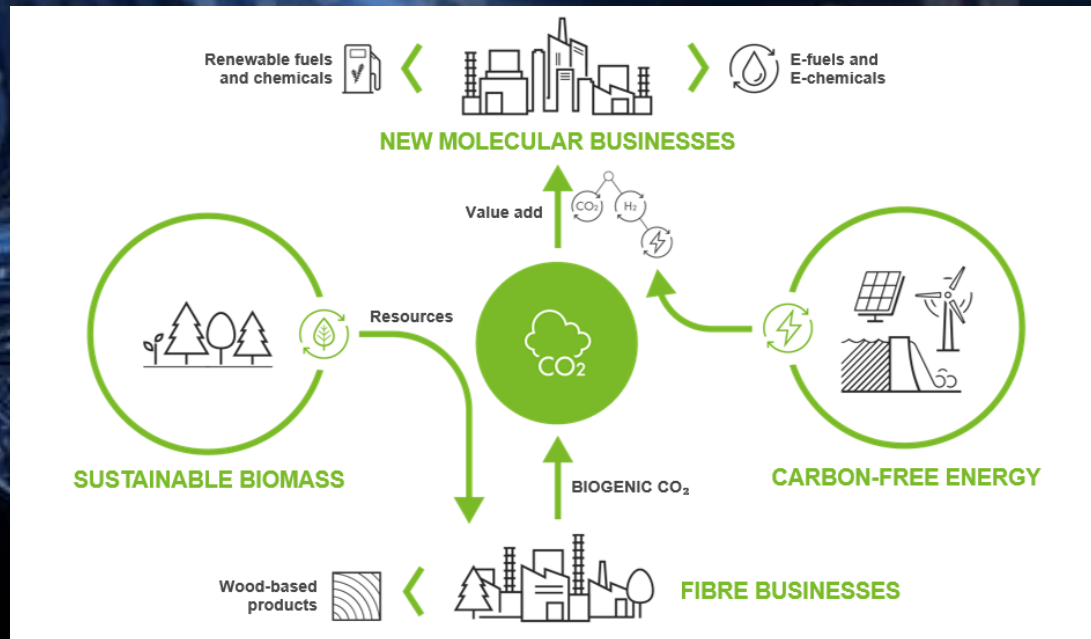 Renewable fuels
and chemicals
E-fuels and
E-chemicals
NEW MOLECULAR BUSINESSES
Value add
CO₂
H₂
Resources
CO₂
SUSTAINABLE BIOMASS
CARBON-FREE ENERGY
BIOGENIC CO₂
Wood-based
products
FIBRE BUSINESSES